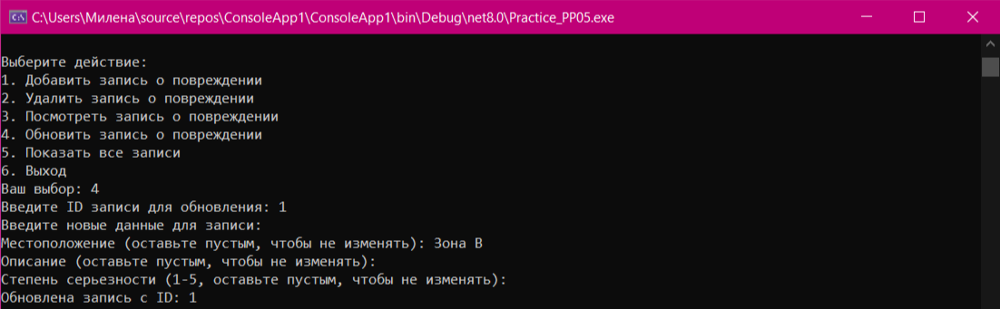 C:\Users\Милена\source\repos\ConsoleApp1\ConsoleApp1\bin\Debug\net8.0\Practice_PP05.exe
Выберите действие:
1. Добавить запись о повреждении
2. Удалить запись о повреждении
3. Посмотреть запись о повреждении
4. Обновить запись о повреждении
5. Показать все записи
6. Выход
Ваш выбор: 4
Введите ID записи для обновления: 1
Введите новые данные для записи:
Местоположение (оставьте пустым, чтобы не изменять): Зона В
Описание (оставьте пустым, чтобы не изменять):
Степень серьезности (1-5, оставьте пустым, чтобы не изменять):
Обновлена запись с ID: 1